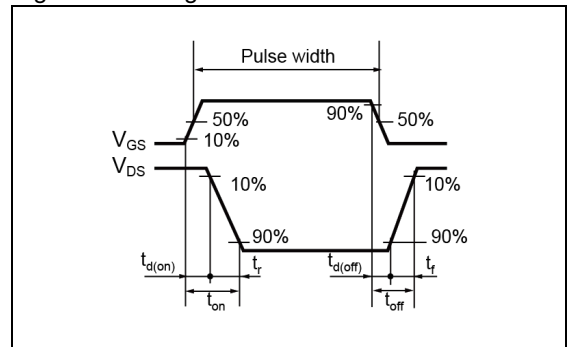 Pulse width
50%
90%
50%
V_GS
10%
V_DS
10%
10%
90%
90%
t_d(on)
t_r
t_d(off)
t_f
t_on
t_off